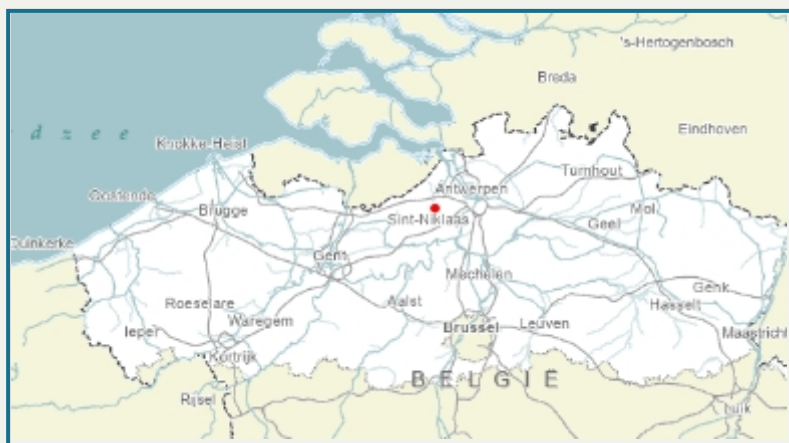 's-Hertogenbosch
Breda
d z e e
Eindhoven
Knokke-Heist
Turnhout
Antwerpen
Oostende
Mol
Brugge
Sint-Niklaas
Geel
Duinkerke
Gent
Mechelen
Genk
Roeselare
Aalst
Hasselt
Waregem
Brussel
Leuven
Ieper
Maastricht
Kortrijk
BELGIË
Rijsel
Luik